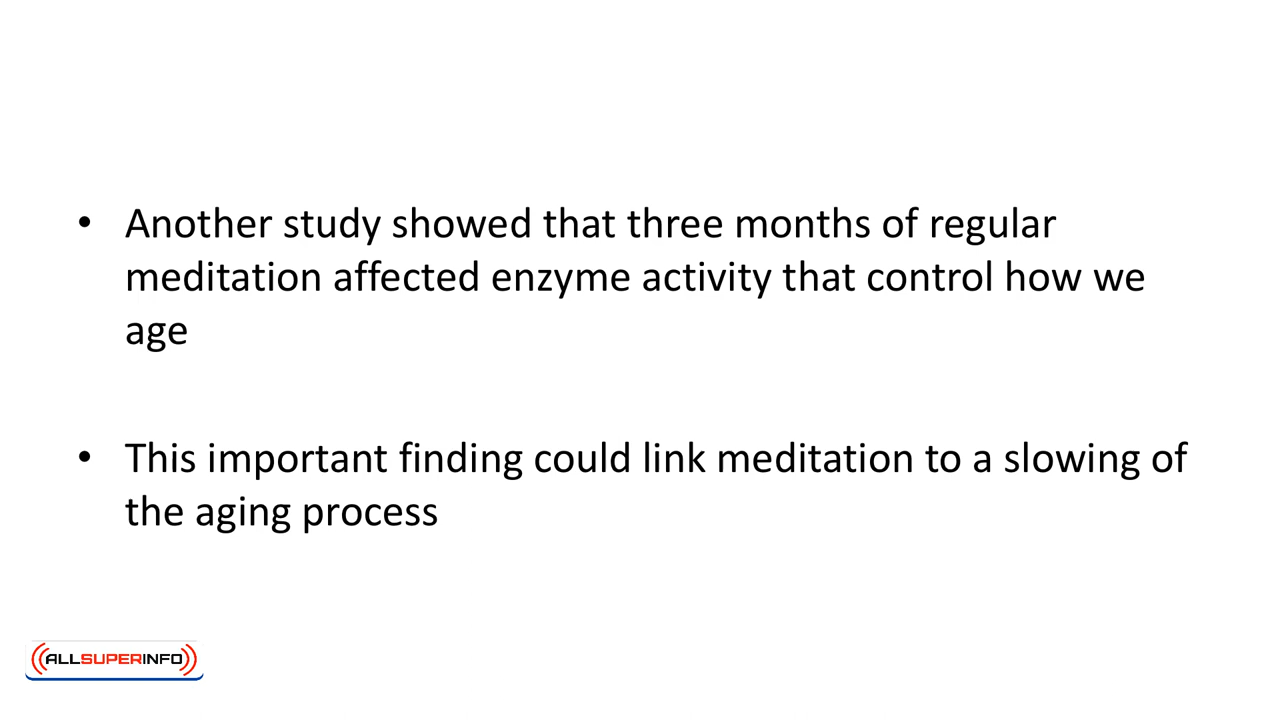 • Another study showed that three months of regular
meditation affected enzyme activity that control how we
age
• This important finding could link meditation to a slowing of
the aging process
ALLSUPERINFO